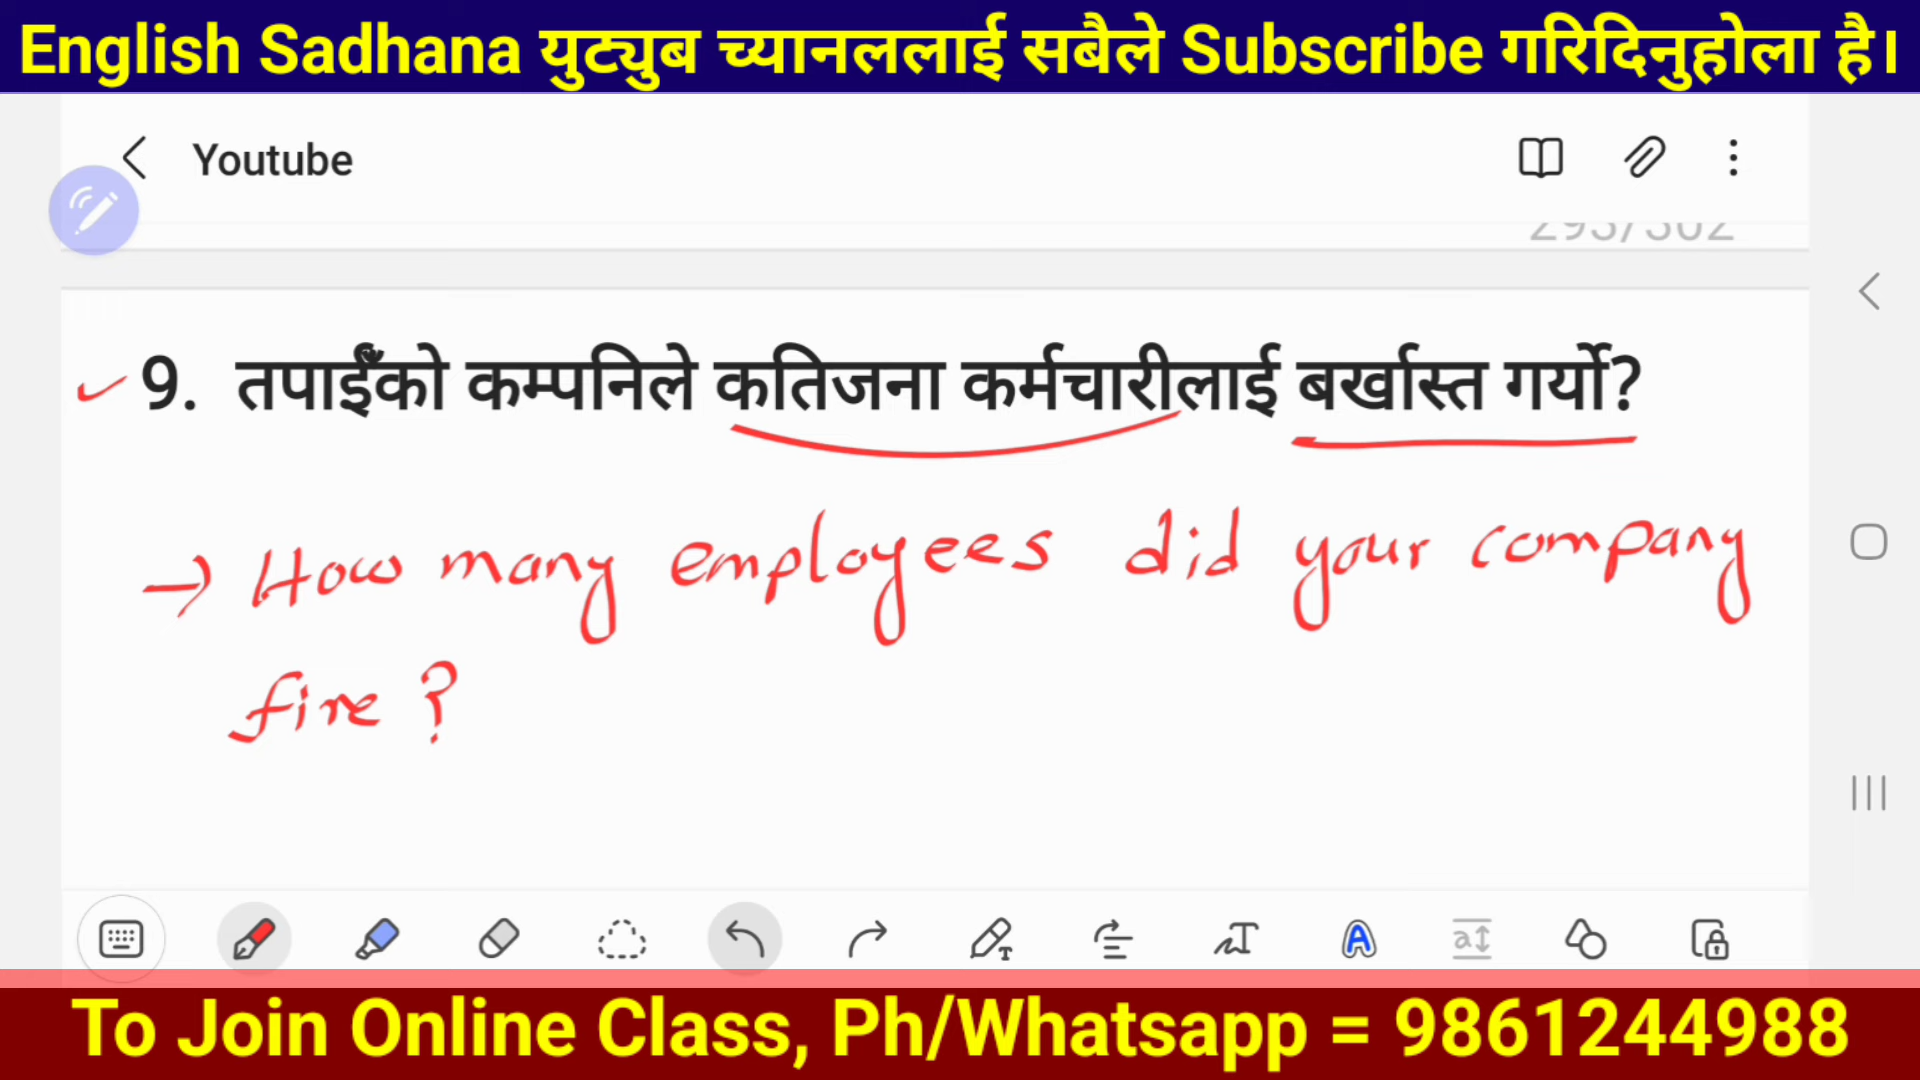 English Sadhana युट्युब च्यानललाई सबैले Subscribe गरिदिनुहोला है।
Youtube
9. तपाईँको कम्पनिले कतिजना कर्मचारीलाई बर्खास्त गर्यो?
→ How many employees did your company
fire?
To Join Online Class, Ph/Whatsapp = 9861244988